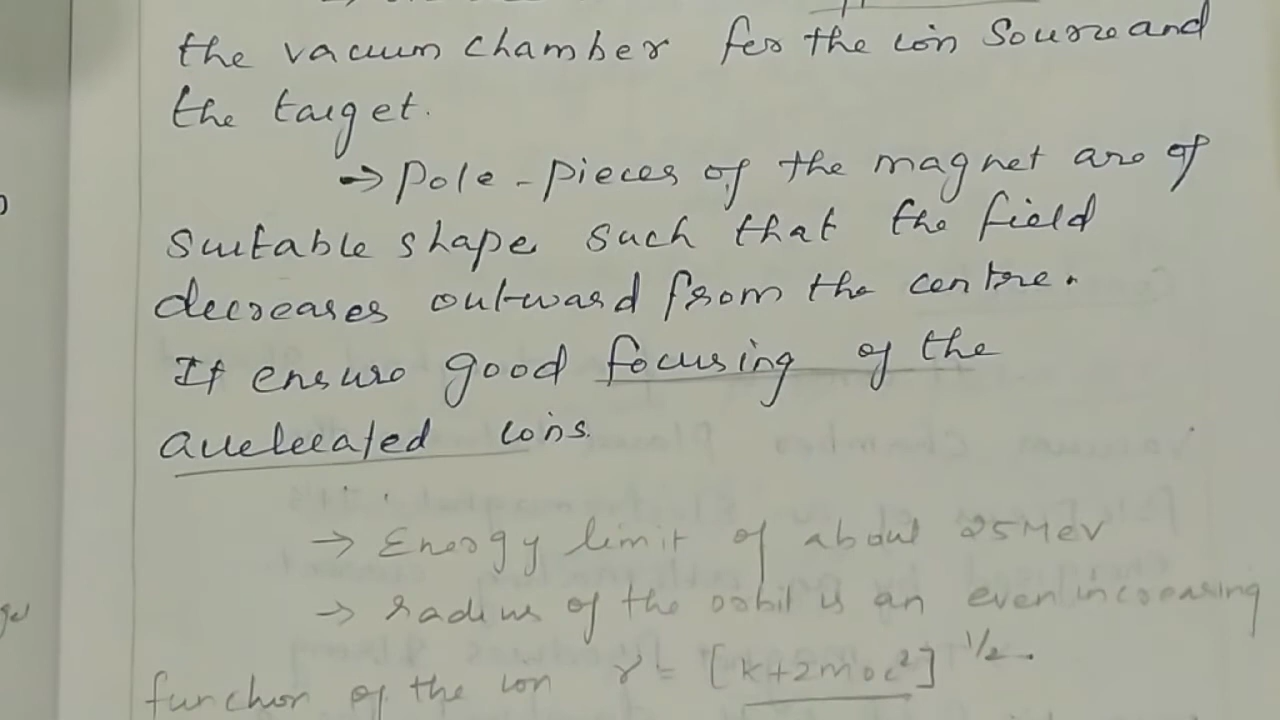 the vacuum chamber for the ion Source and
the target.
→ Pole-pieces of the magnet are of
suitable shape such that the field
decreases outward from the centre.
It ensure good focusing of the
accelerated ions.
→ Energy limit of about 25 MeV
→ radius of the orbit is an even increasing
function of the ion r = [k+2m₀c²]^1/2.